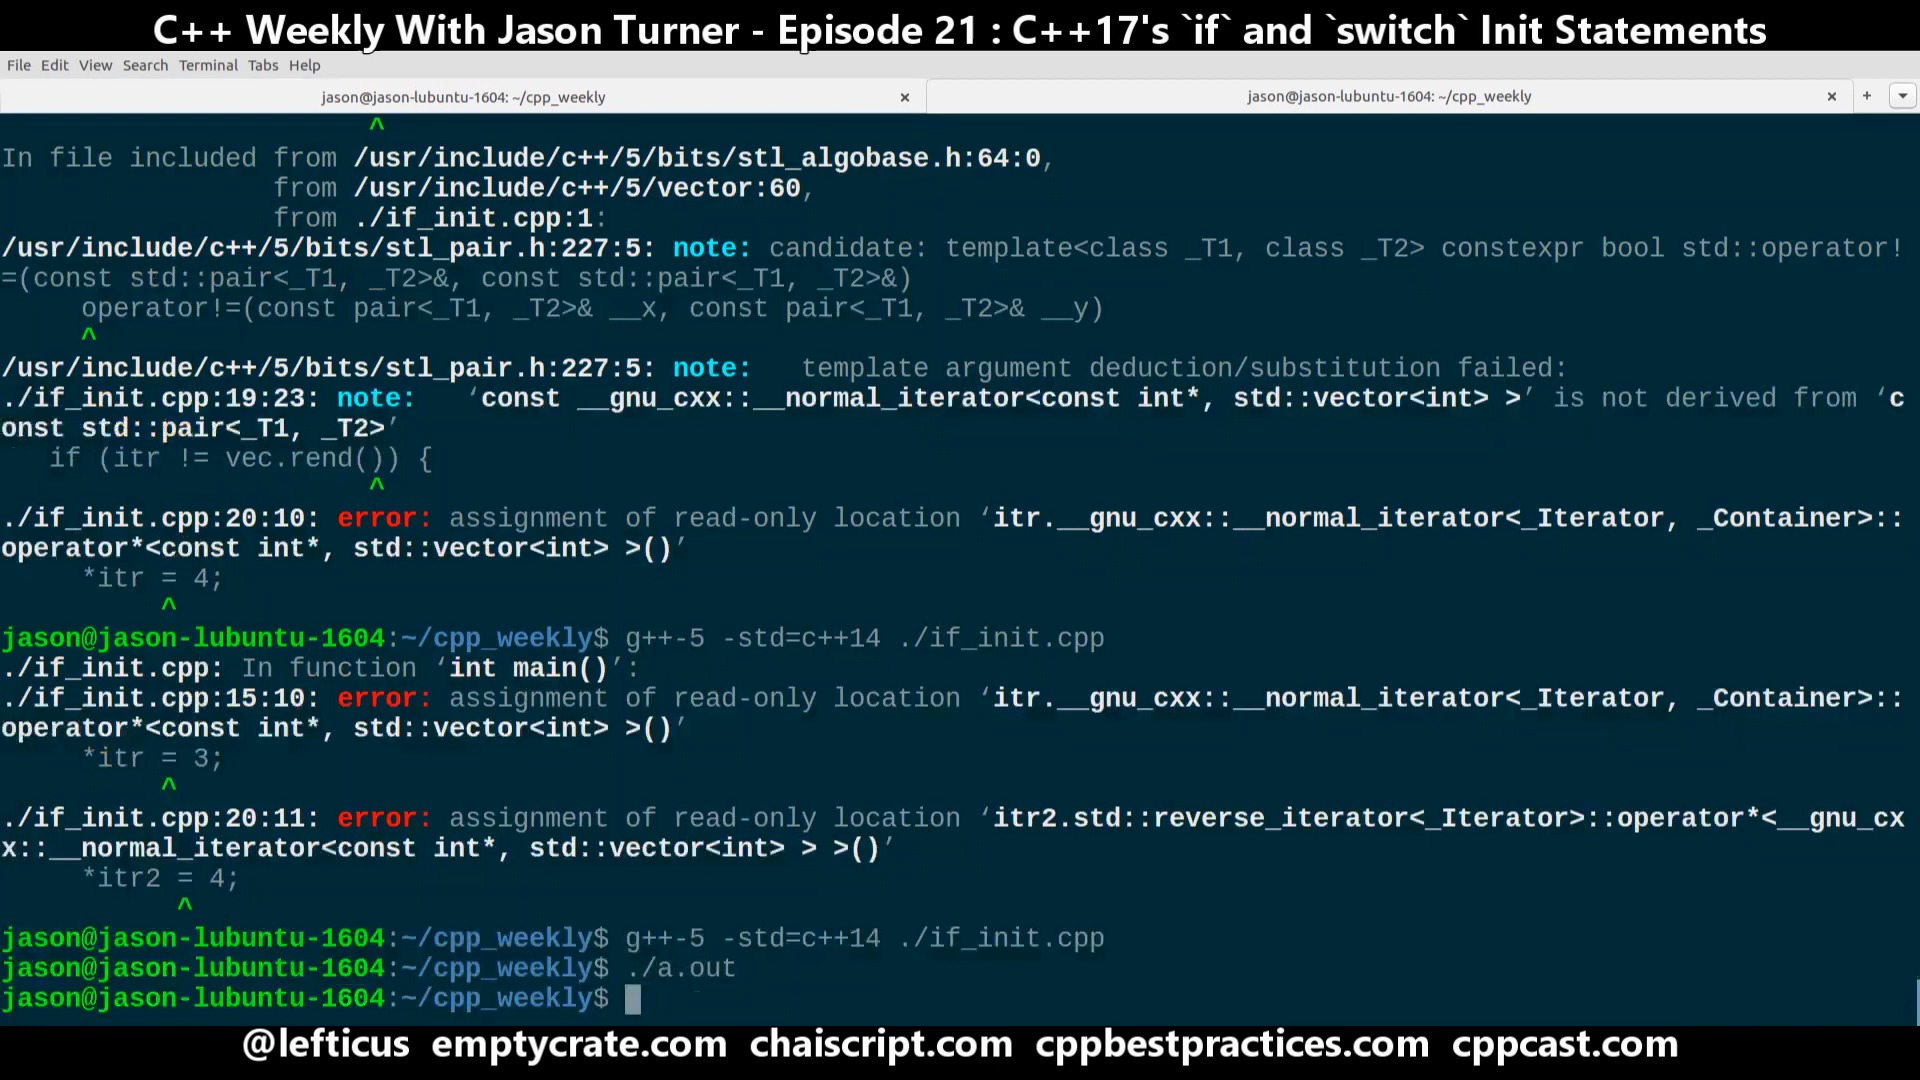 C++ Weekly With Jason Turner - Episode 21 : C++17's `if` and `switch` Init Statements
File Edit View Search Terminal Tabs Help
jason@jason-lubuntu-1604: ~/cpp_weekly × jason@jason-lubuntu-1604: ~/cpp_weekly × +
^
In file included from /usr/include/c++/5/bits/stl_algobase.h:64:0,
from /usr/include/c++/5/vector:60,
from ./if_init.cpp:1:
/usr/include/c++/5/bits/stl_pair.h:227:5: note: candidate: template<class _T1, class _T2> constexpr bool std::operator!
=(const std::pair<_T1, _T2>&, const std::pair<_T1, _T2>&)
operator!=(const pair<_T1, _T2>& __x, const pair<_T1, _T2>& __y)
^
/usr/include/c++/5/bits/stl_pair.h:227:5: note:   template argument deduction/substitution failed:
./if_init.cpp:19:23: note:   ‘const __gnu_cxx::__normal_iterator<const int*, std::vector<int> >’ is not derived from ‘c
onst std::pair<_T1, _T2>’
if (itr != vec.rend()) {
^
./if_init.cpp:20:10: error: assignment of read-only location ‘itr.__gnu_cxx::__normal_iterator<_Iterator, _Container>::
operator*<const int*, std::vector<int> >()’
*itr = 4;
^
jason@jason-lubuntu-1604:~/cpp_weekly$ g++-5 -std=c++14 ./if_init.cpp
./if_init.cpp: In function ‘int main()’:
./if_init.cpp:15:10: error: assignment of read-only location ‘itr.__gnu_cxx::__normal_iterator<_Iterator, _Container>::
operator*<const int*, std::vector<int> >()’
*itr = 3;
^
./if_init.cpp:20:11: error: assignment of read-only location ‘itr2.std::reverse_iterator<_Iterator>::operator*<__gnu_cx
x::__normal_iterator<const int*, std::vector<int> > >()’
*itr2 = 4;
^
jason@jason-lubuntu-1604:~/cpp_weekly$ g++-5 -std=c++14 ./if_init.cpp
jason@jason-lubuntu-1604:~/cpp_weekly$ ./a.out
jason@jason-lubuntu-1604:~/cpp_weekly$
@lefticus emptycrate.com chaiscript.com cppbestpractices.com cppcast.com